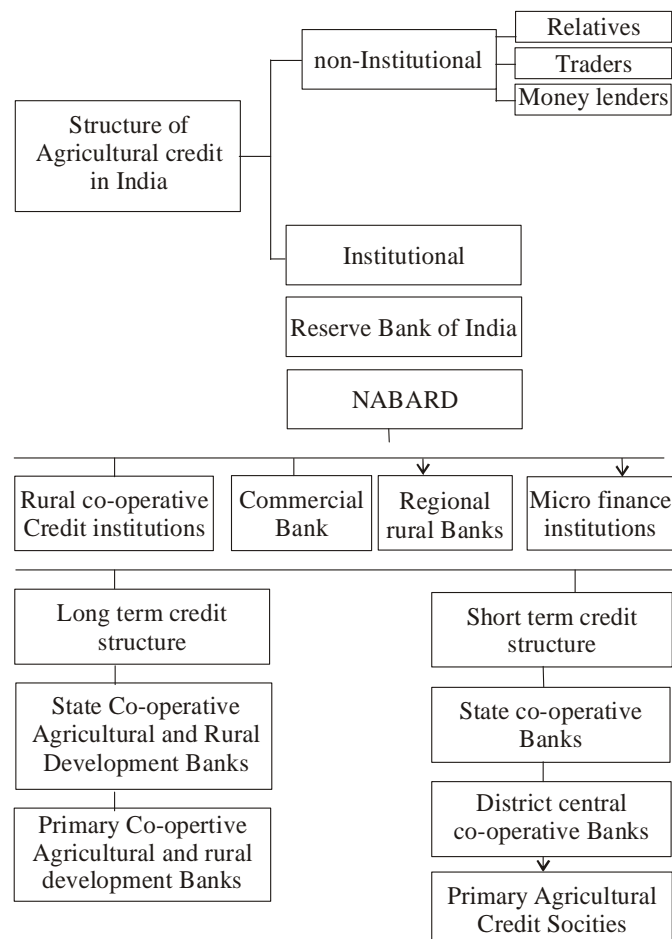 Relatives
non-Institutional
Traders
Money lenders
Structure of
Agricultural credit
in India
Institutional
Reserve Bank of India
NABARD
Rural co-operative
Credit institutions
Commercial
Bank
Regional
rural Banks
Micro finance
institutions
Long term credit
structure
Short term credit
structure
State Co-operative
Agricultural and Rural
Development Banks
State co-operative
Banks
Primary Co-opertive
Agricultural and rural
development Banks
District central
co-operative Banks
Primary Agricultural
Credit Socities